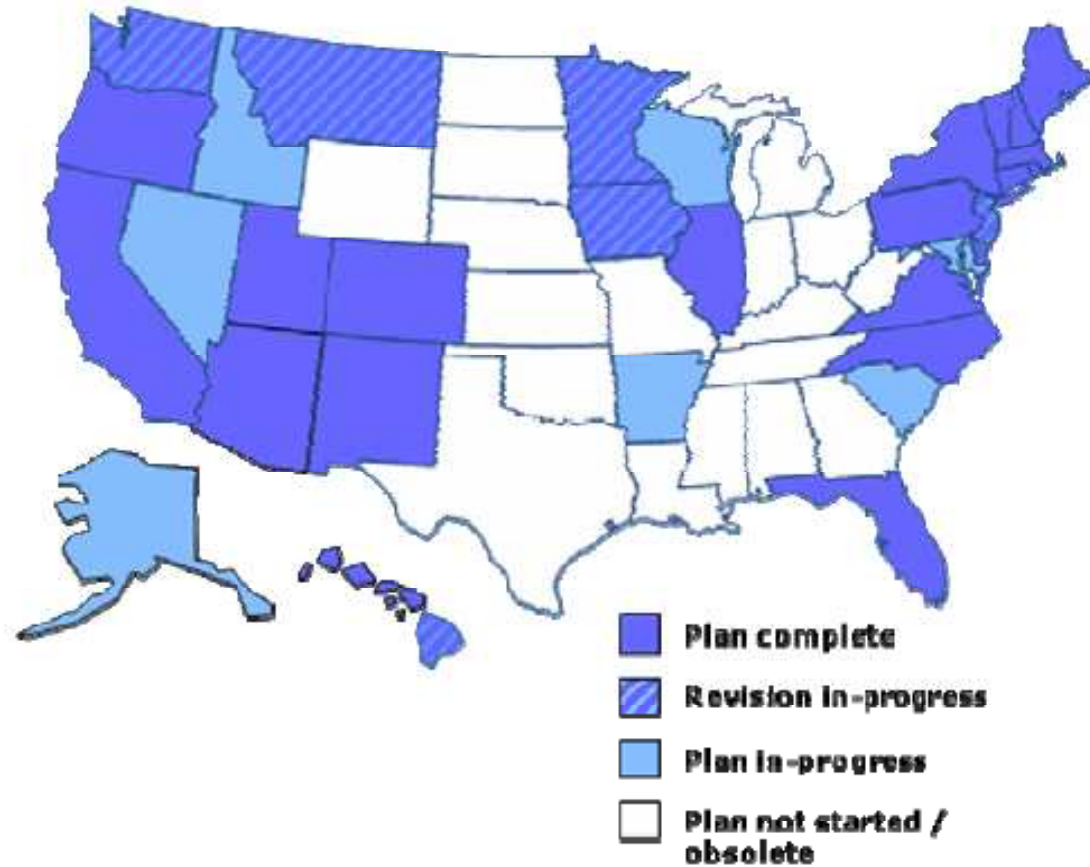 Plan complete
Revision in-progress
Plan in-progress
Plan not started /
obsolete